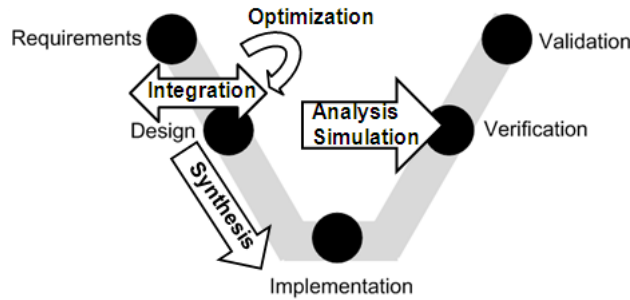 Optimization
Requirements
Validation
Integration
Analysis
Simulation
Design
Verification
Synthesis
Implementation